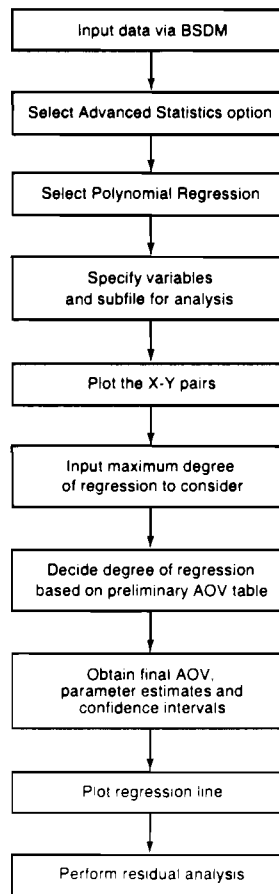 Input data via BSDM
Select Advanced Statistics option
Select Polynomial Regression
Specify variables
and subfile for analysis
Plot the X-Y pairs
Input maximum degree
of regression to consider
Decide degree of regression
based on preliminary AOV table
Obtain final AOV,
parameter estimates and
confidence intervals
Plot regression line
Perform residual analysis